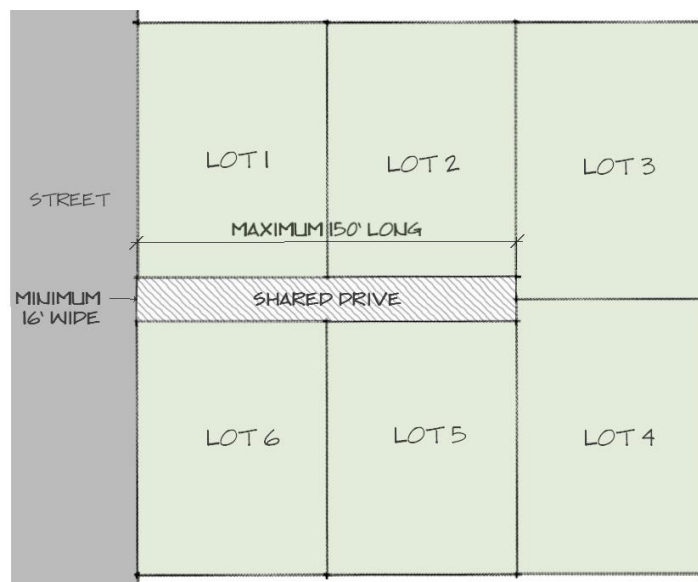 LOT 1
LOT 2
LOT 3
STREET
MAXIMUM 150' LONG
MINIMUM
16' WIDE
SHARED DRIVE
LOT 6
LOT 5
LOT 4